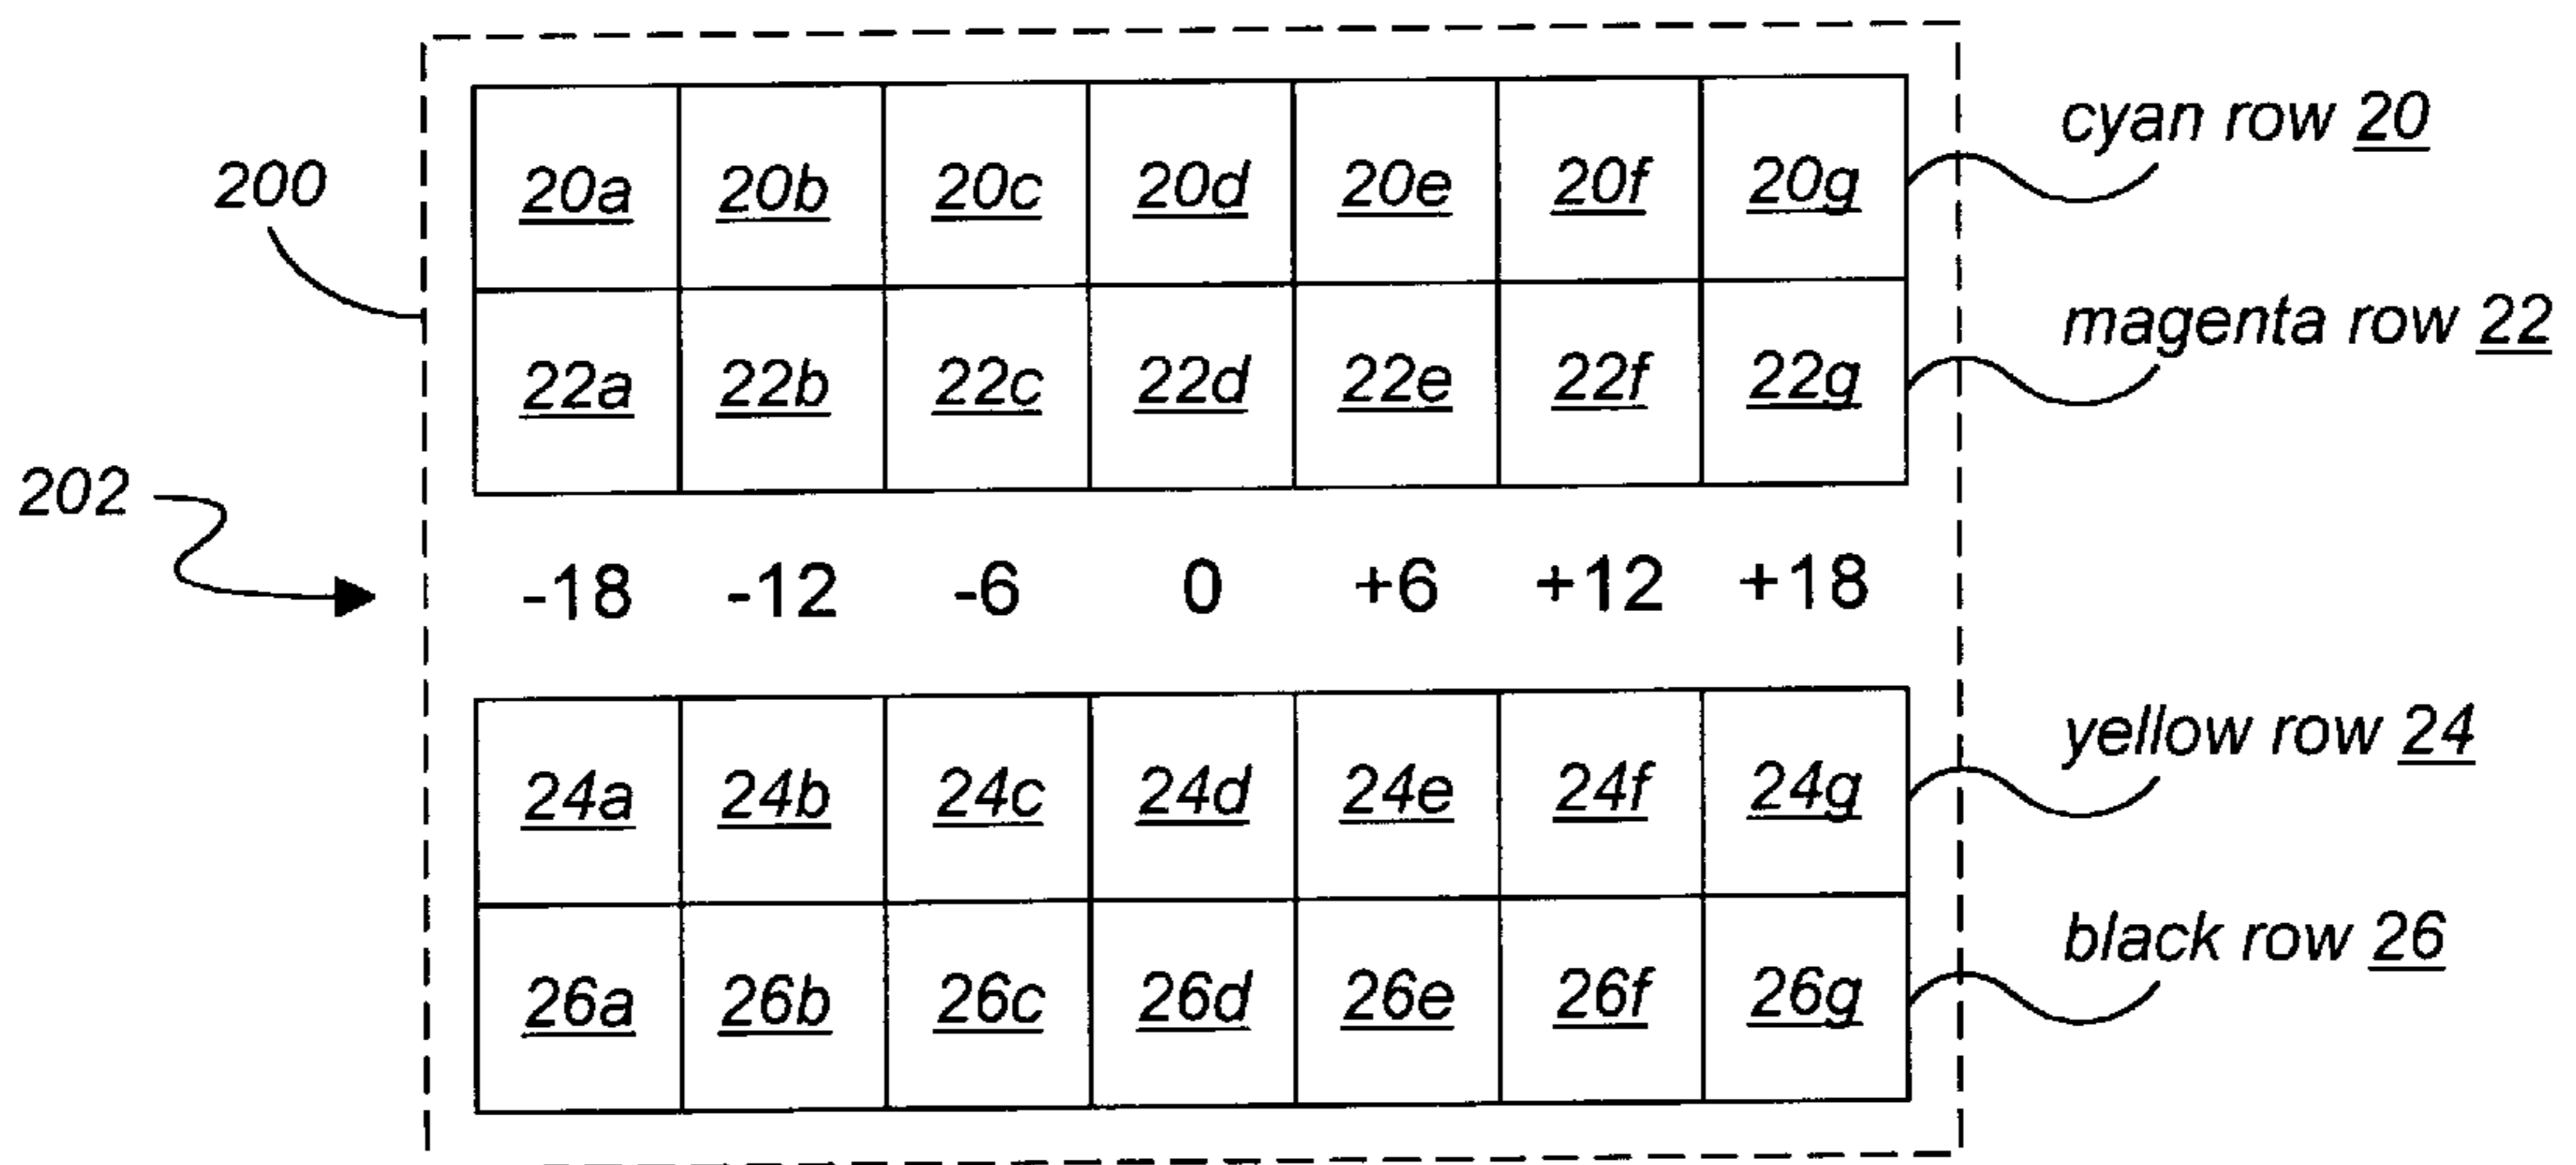 20a 20b 20c 20d 20e 20f 20g cyan row 20
200
22a 22b 22c 22d 22e 22f 22g magenta row 22
202
-18 -12 -6 0 +6 +12 +18
24a 24b 24c 24d 24e 24f 24g yellow row 24
26a 26b 26c 26d 26e 26f 26g black row 26